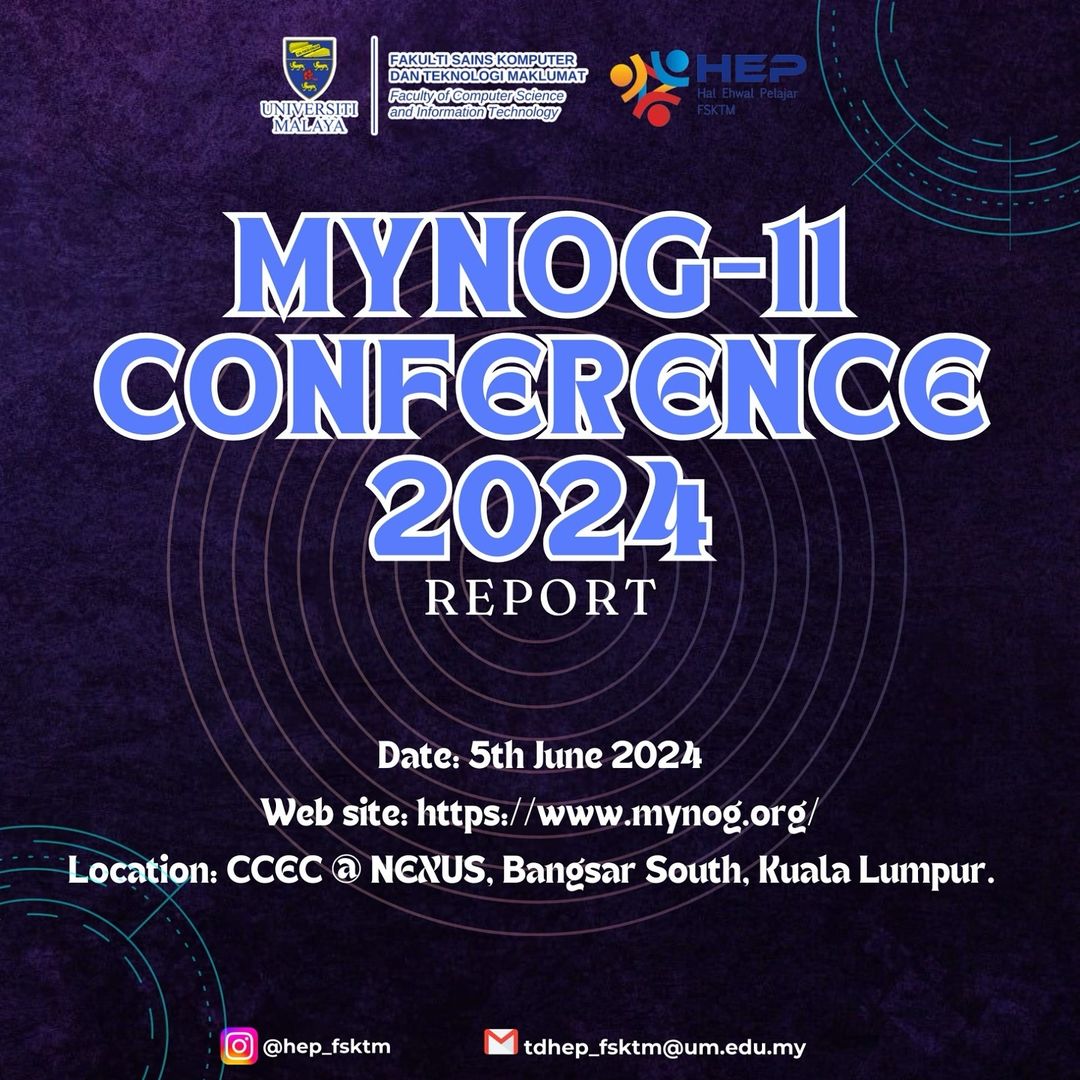 UNIVERSITI
MALAYA
FAKULTI SAINS KOMPUTER
DAN TEKNOLOGI MAKLUMAT
Faculty of Computer Science
and Information Technology
HEP
Hal Ehwal Pelajar
FSKTM
MYNOG-11
CONFERENCE
2024
REPORT
Date: 5th June 2024
Web site: https://www.mynog.org/
Location: CCEC @ NEXUS, Bangsar South, Kuala Lumpur.
@hep_fsktm
tdhep_fsktm@um.edu.my